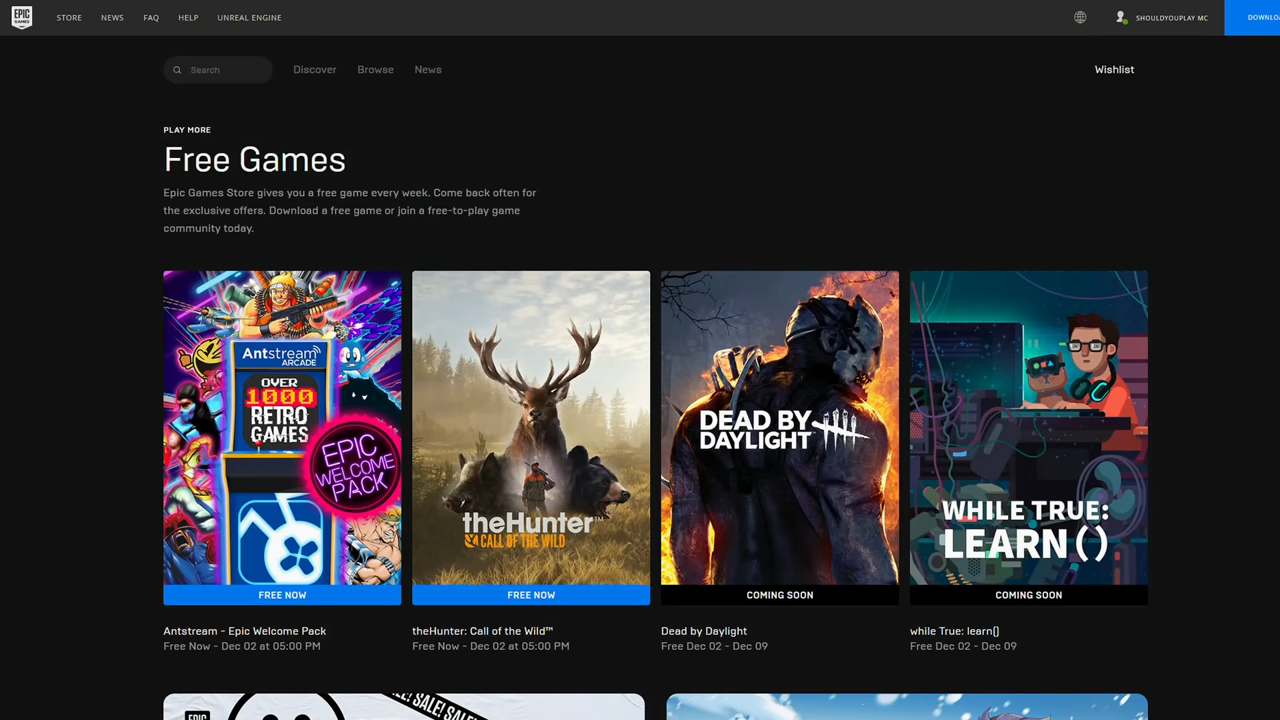 EPIC
GAMES
STORE
NEWS
FAQ
HELP
UNREAL ENGINE
SHOULDYOUPLAY MC
Search
Discover
Browse
News
Wishlist
PLAY MORE
Free Games
Epic Games Store gives you a free game every week. Come back often for
the exclusive offers. Download a free game or join a free-to-play game
community today.
Antstream
ARCADE
OVER
1000
RETRO
GAMES
EPIC
WELCOME
PACK
FREE NOW
Antstream - Epic Welcome Pack
Free Now - Dec 02 at 05:00 PM
theHunter™
CALL OF THE WILD
FREE NOW
theHunter: Call of the Wild™
Free Now - Dec 02 at 05:00 PM
DEAD BY
DAYLIGHT
COMING SOON
Dead by Daylight
Free Dec 02 - Dec 09
WHILE TRUE:
LEARN()
COMING SOON
while True: learn()
Free Dec 02 - Dec 09
EPIC
SALE! SALE!